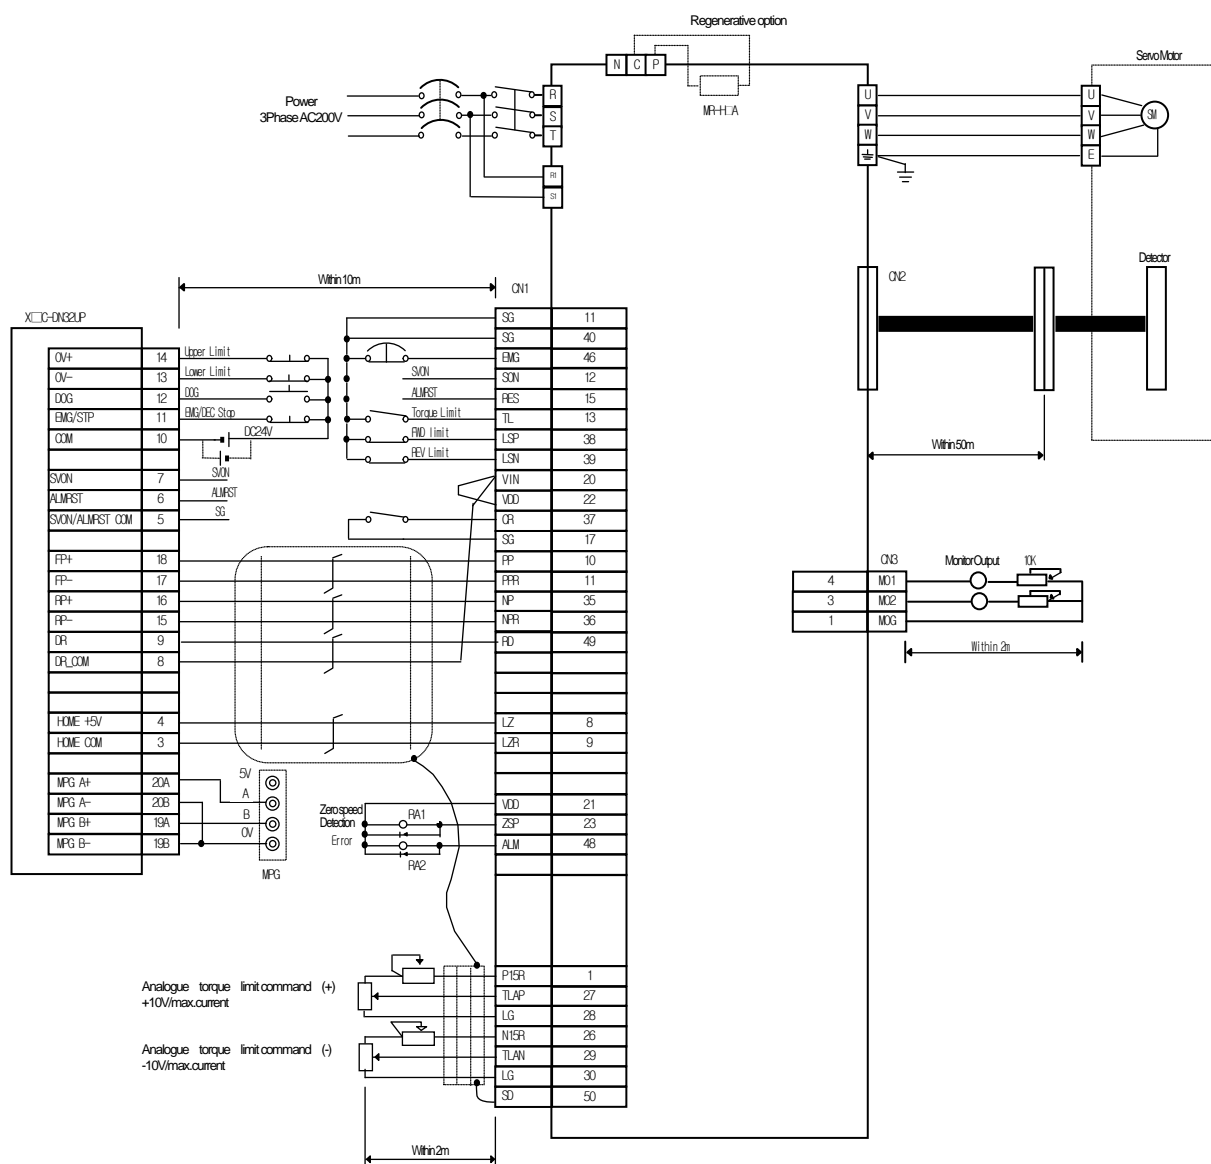 Regenerative option
Servo Motor
N C P
MR-H□A
Power
3Phase AC200V
R
S
T
R1
S1
U U
V V
W W
E
SM
Detector
CN2
Within 10m
CN1
X□□C-DN32UP
Within 50m
OV+ 14 Upper Limit
OV- 13 Lower Limit
DOG 12 DOG
EMG/STP 11 EMG/DEC Stop
COM 10 DC24V
SVON 7 SVON
ALMRST 6 ALMRST
SVON/ALMRST COM 5 SG
FP+ 18
FP- 17
RP+ 16
RP- 15
DR 9
DR_COM 8
HOME +5V 4
HOME COM 3
MPG A+ 20A
MPG A- 20B
MPG B+ 19A
MPG B- 19B
5V
A
B
0V
MPG
SG 11
SG 40
EMG 46
SVON SON 12
ALMRST RES 15
Torque Limit TL 13
FWD limit LSP 38
REV Limit LSN 39
VIN 20
VDD 22
CR 37
SG 17
PP 10
PPR 11
NP 35
NPR 36
RD 49
LZ 8
LZR 9
VDD 21
ZSP 23
ALM 48
Zero speed
Detection
RA1
Error
RA2
P15R 1
TLAP 27
LG 28
N15R 26
TLAN 29
LG 30
SD 50
Analogue torque limit command (+)
+10V/max.current
Analogue torque limit command (-)
-10V/max.current
Within 2m
CN3
Monitor Output 10K
4 MO1
3 MO2
1 MOG
Within 2m